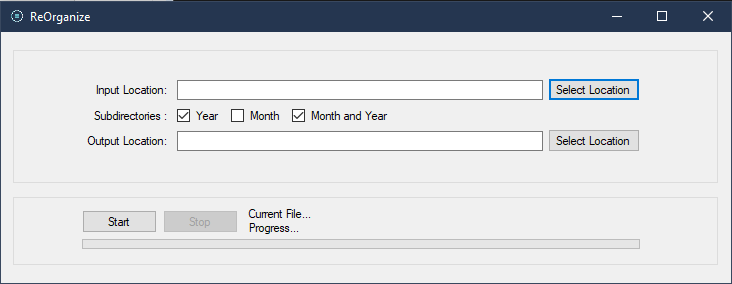 ReOrganize
Input Location: Select Location
Subdirectories : Year Month Month and Year
Output Location: Select Location
Start Stop Current File...
Progress...